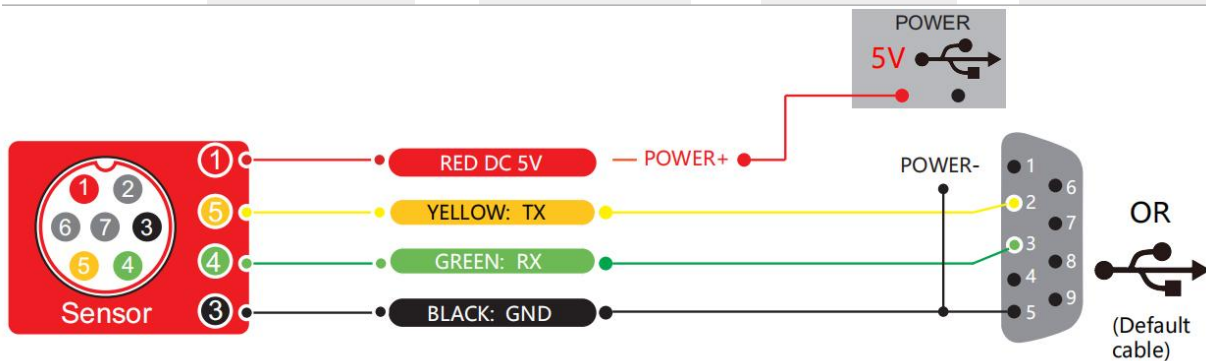 POWER
5V
1 RED DC 5V POWER+
POWER-
1
6
1 2
5 YELLOW: TX
2
OR
7
6 7 3
4 GREEN: RX
3
8
5 4
4
9
Sensor
3 BLACK: GND
5
(Default
cable)